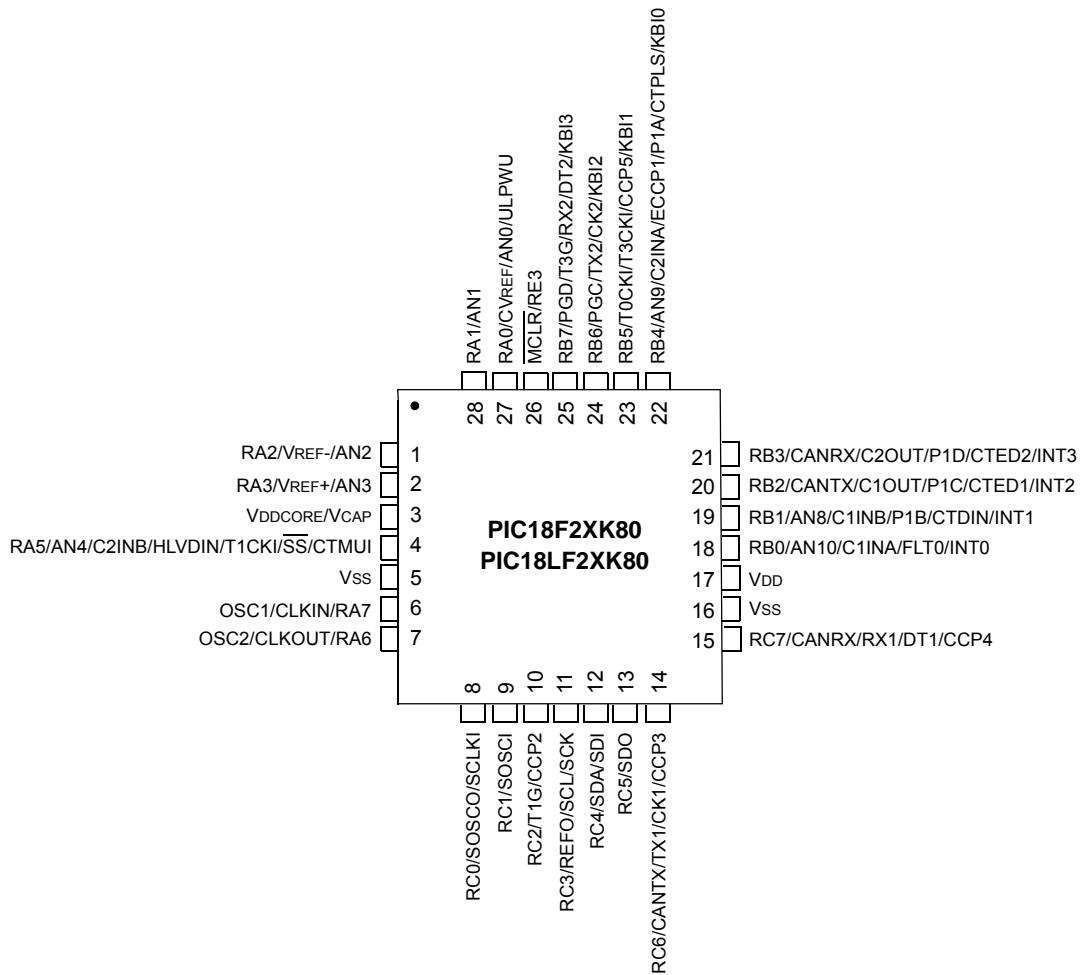 RB4/AN9/C2INA/ECCP1/P1A/CTPLS/KBI0
RB5/T0CKI/T3CKI/CCP5/KBI1
RB6/PGC/TX2/CK2/KBI2
RB7/PGD/T3G/RX2/DT2/KBI3
MCLR/RE3
RA0/CVREF/AN0/ULPWU
RA1/AN1
28 27 26 25 24 23 22
RA2/VREF-/AN2 1
RA3/VREF+/AN3 2
VDDCORE/VCAP 3
RA5/AN4/C2INB/HLVDIN/T1CKI/SS/CTMUI 4
VSS 5
OSC1/CLKIN/RA7 6
OSC2/CLKOUT/RA6 7
PIC18F2XK80
PIC18LF2XK80
21 RB3/CANRX/C2OUT/P1D/CTED2/INT3
20 RB2/CANTX/C1OUT/P1C/CTED1/INT2
19 RB1/AN8/C1INB/P1B/CTDIN/INT1
18 RB0/AN10/C1INA/FLT0/INT0
17 VDD
16 VSS
15 RC7/CANRX/RX1/DT1/CCP4
8 9 10 11 12 13 14
RC0/SOSCO/SCLKI
RC1/SOSCI
RC2/T1G/CCP2
RC3/REFO/SCL/SCK
RC4/SDA/SDI
RC5/SDO
RC6/CANTX/TX1/CK1/CCP3